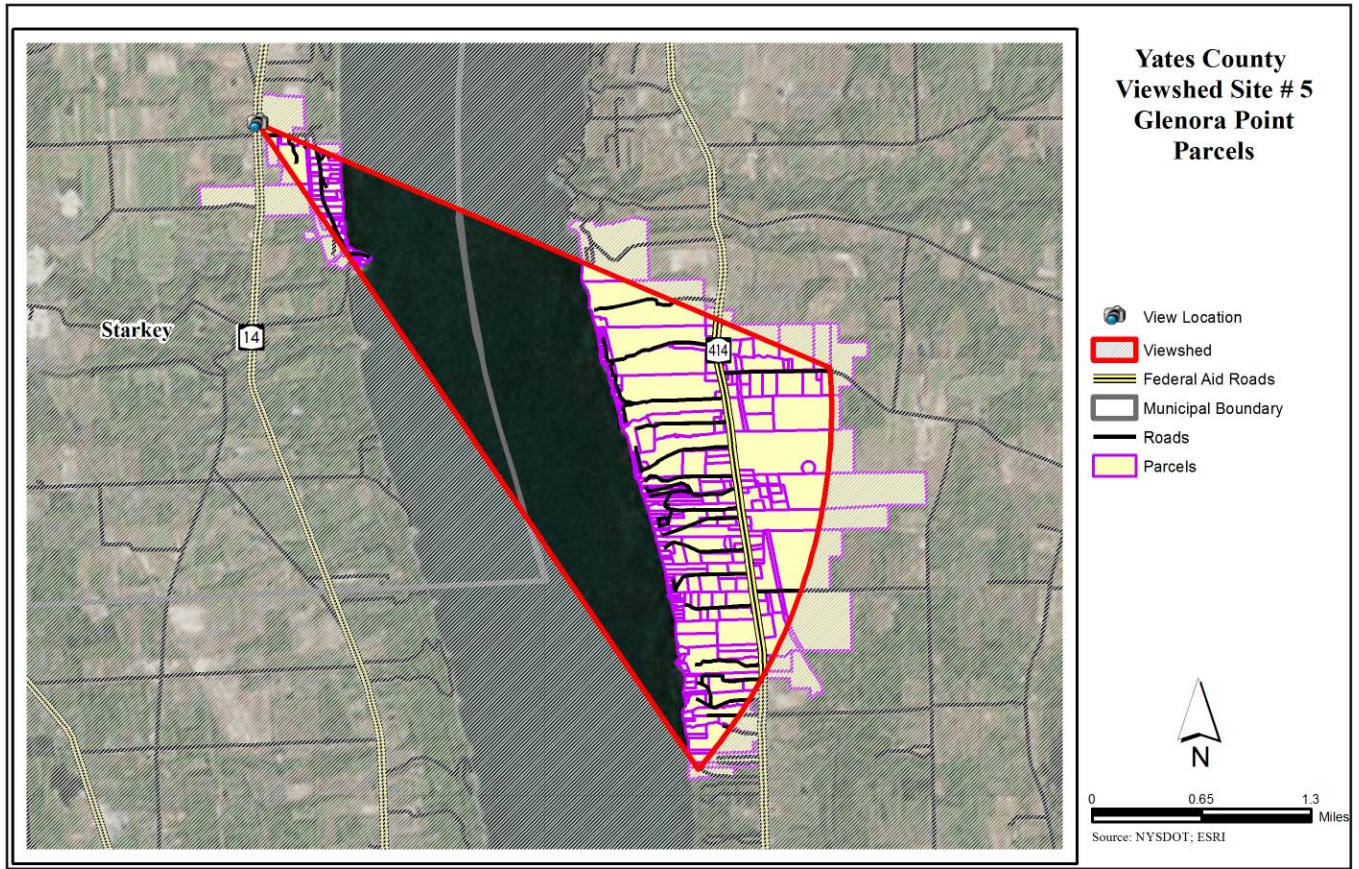 Yates County
Viewshed Site # 5
Glenora Point
Parcels
Starkey
14
414
View Location
Viewshed
Federal Aid Roads
Municipal Boundary
Roads
Parcels
N
0 0.65 1.3
Miles
Source: NYSDOT; ESRI